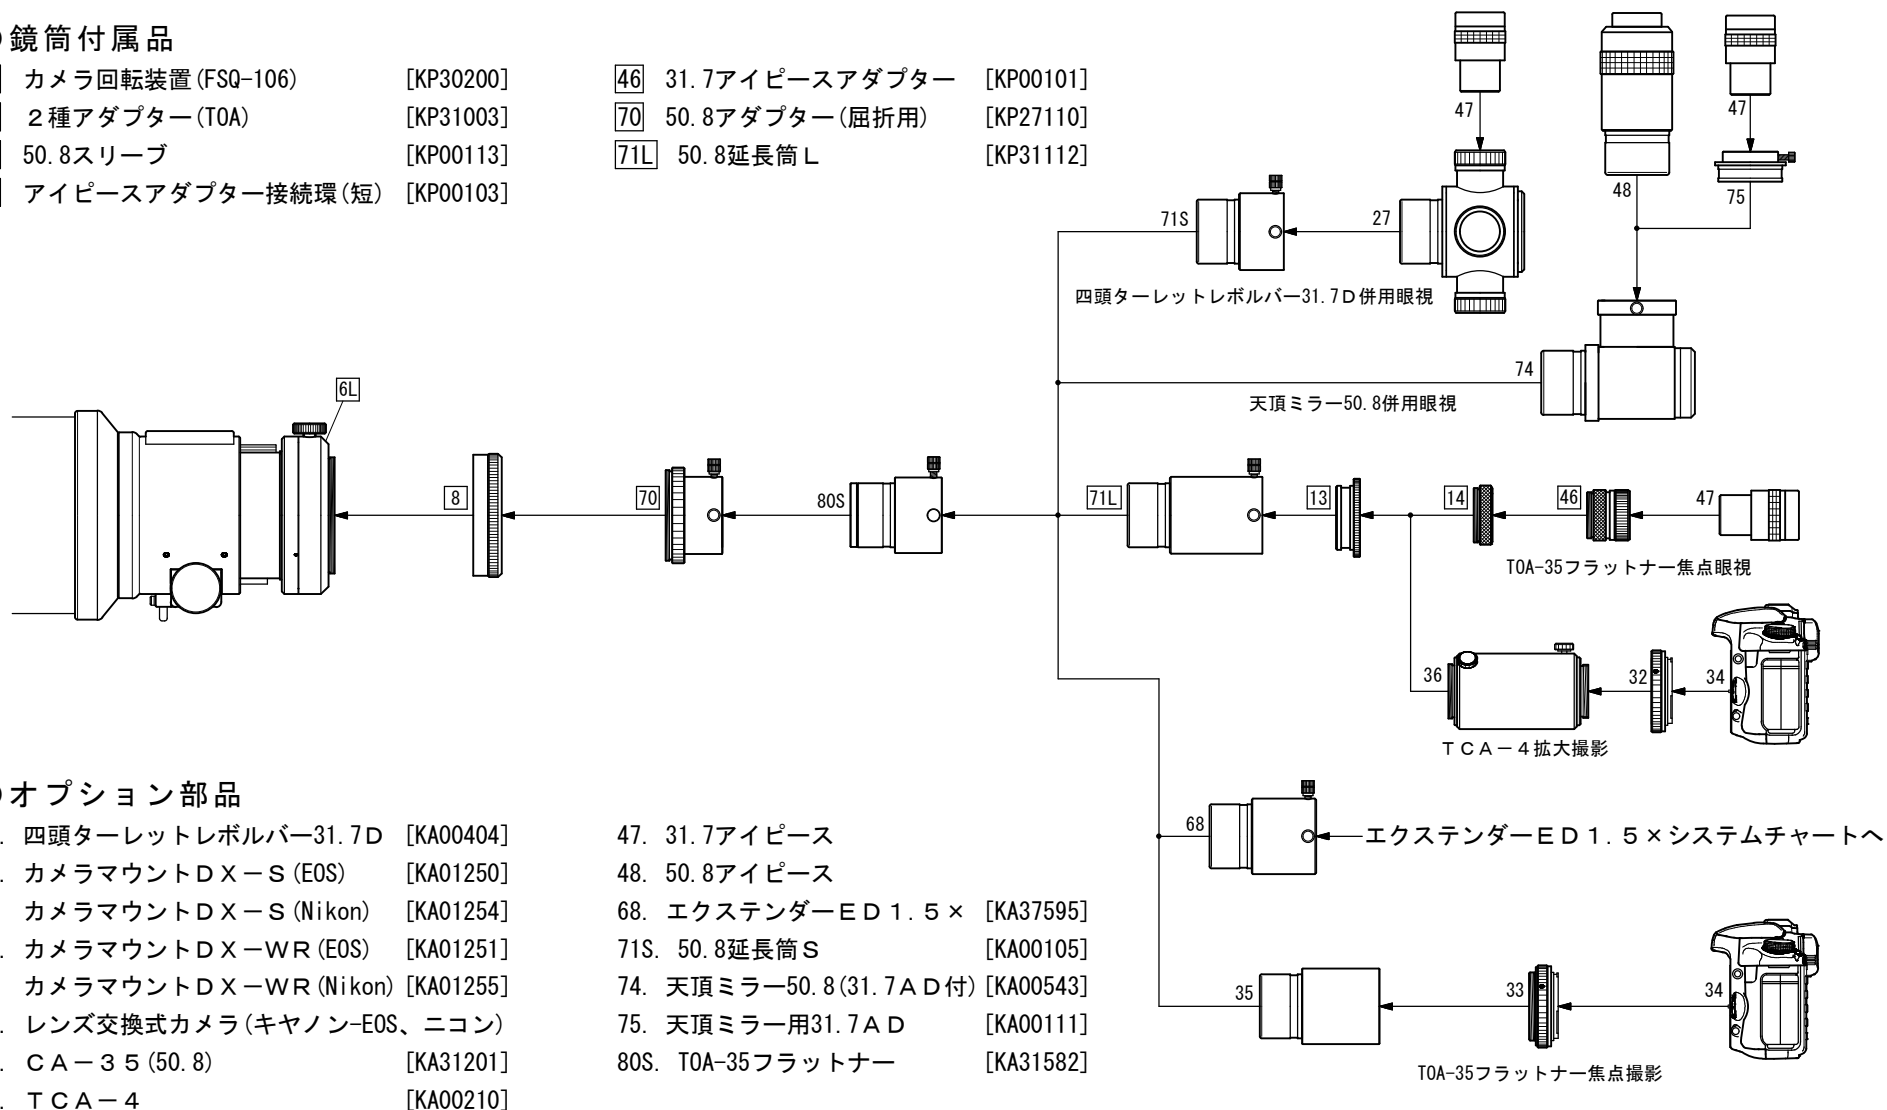 鏡筒付属品
カメラ回転装置(FSQ-106) [KP30200]
２種アダプター(TOA) [KP31003]
50.8スリーブ [KP00113]
アイピースアダプター接続環(短) [KP00103]
46 31.7アイピースアダプター [KP00101]
70 50.8アダプター(屈折用) [KP27110]
71L 50.8延長筒Ｌ [KP31112]
47
48
47
75
71S
27
四頭ターレットレボルバー31.7Ｄ併用眼視
74
天頂ミラー50.8併用眼視
6L
8
70
80S
71L
13
14
46
47
TOA-35フラットナー焦点眼視
36
32
34
ＴＣＡ－４拡大撮影
68
エクステンダーＥＤ１.５×システムチャートへ
35
33
34
TOA-35フラットナー焦点撮影
オプション部品
. 四頭ターレットレボルバー31.7Ｄ [KA00404]
. カメラマウントＤＸ－Ｓ(EOS) [KA01250]
カメラマウントＤＸ－Ｓ(Nikon) [KA01254]
. カメラマウントＤＸ－ＷＲ(EOS) [KA01251]
カメラマウントＤＸ－ＷＲ(Nikon) [KA01255]
. レンズ交換式カメラ(キヤノン-EOS、ニコン)
. ＣＡ－３５(50.8) [KA31201]
. ＴＣＡ－４ [KA00210]
47. 31.7アイピース
48. 50.8アイピース
68. エクステンダーＥＤ１.５× [KA37595]
71S. 50.8延長筒Ｓ [KA00105]
74. 天頂ミラー50.8(31.7ＡＤ付) [KA00543]
75. 天頂ミラー用31.7ＡＤ [KA00111]
80S. TOA-35フラットナー [KA31582]